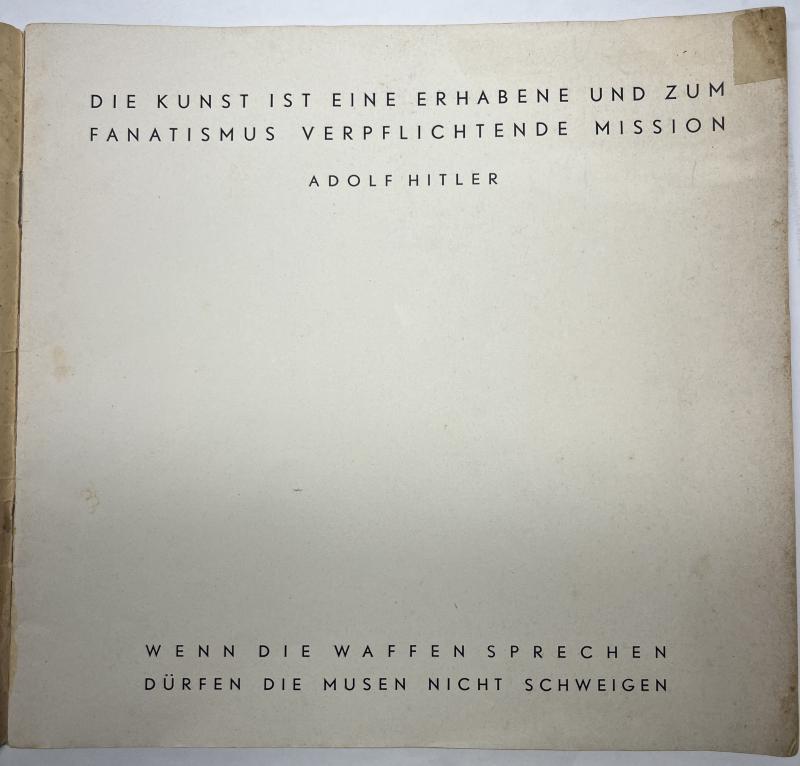 DIE KUNST IST EINE ERHABENE UND ZUM
FANATISMUS VERPFLICHTENDE MISSION
ADOLF HITLER
WENN DIE WAFFEN SPRECHEN
DÜRFEN DIE MUSEN NICHT SCHWEIGEN